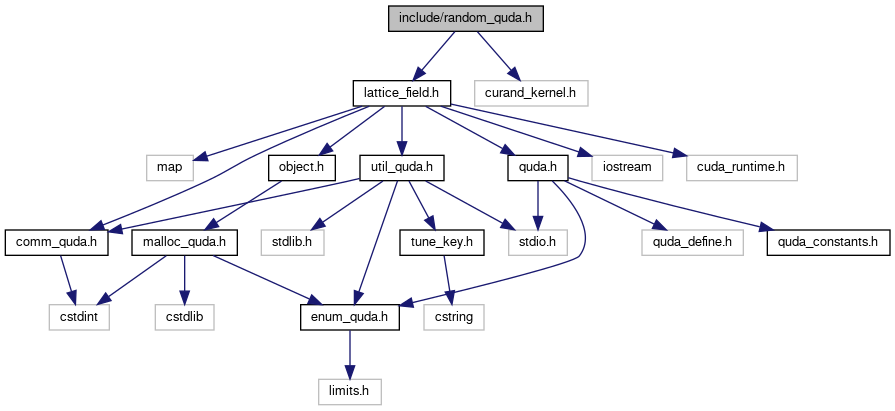 include/random_quda.h
lattice_field.h
curand_kernel.h
map
object.h
util_quda.h
quda.h
iostream
cuda_runtime.h
comm_quda.h
malloc_quda.h
stdlib.h
tune_key.h
stdio.h
quda_define.h
quda_constants.h
cstdint
cstdlib
enum_quda.h
cstring
limits.h